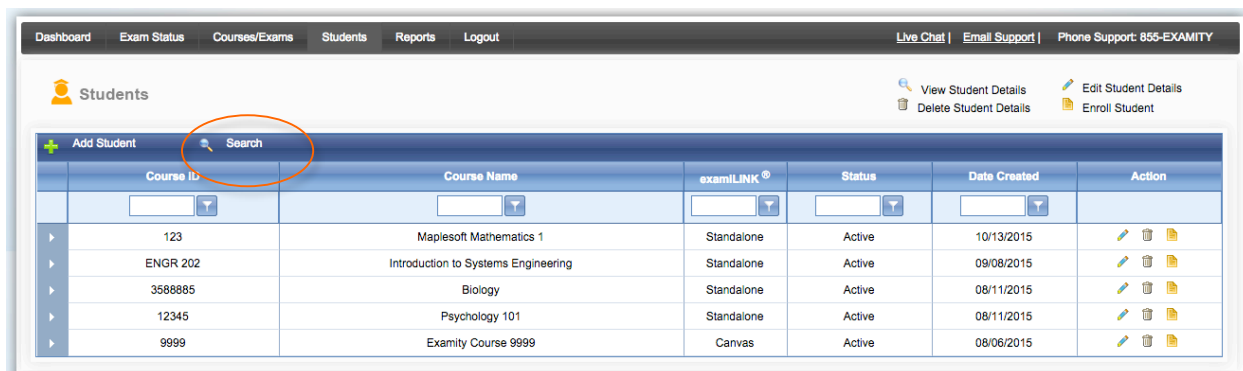 Dashboard Exam Status Courses/Exams Students Reports Logout Live Chat | Email Support | Phone Support: 855-EXAMITY
Students
View Student Details Edit Student Details
Delete Student Details Enroll Student
Add Student Search
Course ID Course Name examiLINK ® Status Date Created Action
123 Maplesoft Mathematics 1 Standalone Active 10/13/2015
ENGR 202 Introduction to Systems Engineering Standalone Active 09/08/2015
3588885 Biology Standalone Active 08/11/2015
12345 Psychology 101 Standalone Active 08/11/2015
9999 Examity Course 9999 Canvas Active 08/06/2015